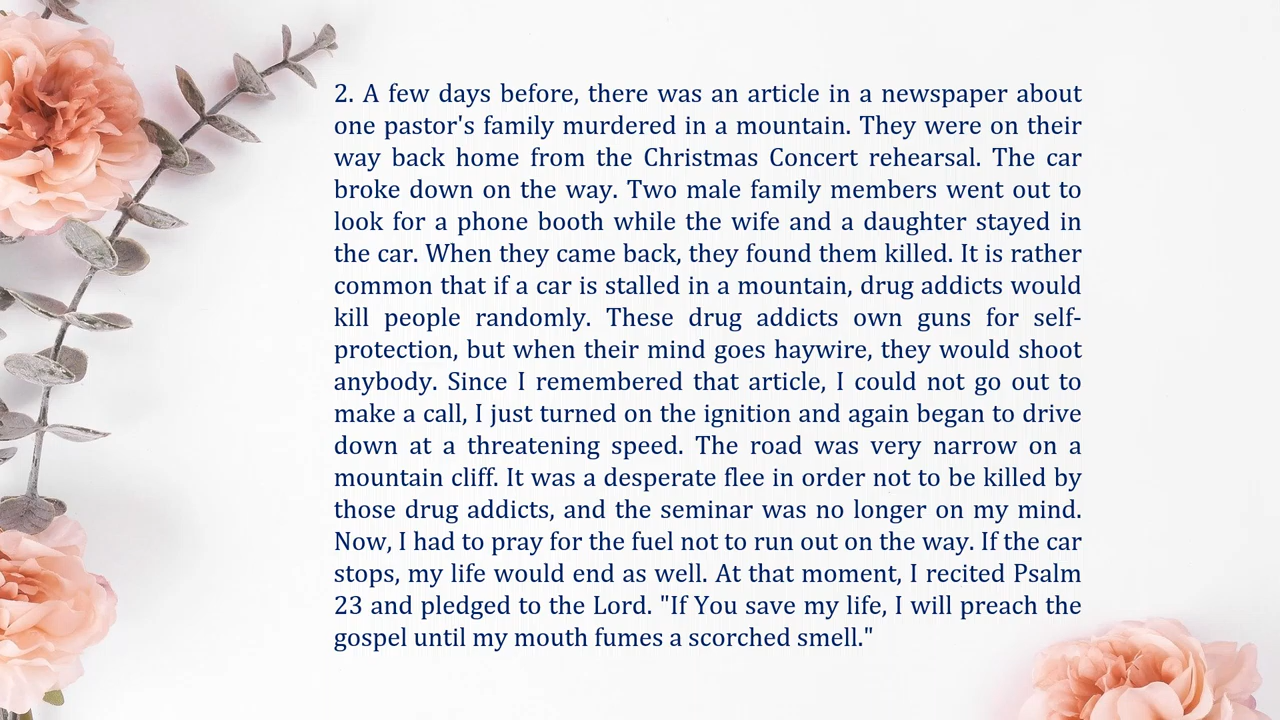 2. A few days before, there was an article in a newspaper about
one pastor's family murdered in a mountain. They were on their
way back home from the Christmas Concert rehearsal. The car
broke down on the way. Two male family members went out to
look for a phone booth while the wife and a daughter stayed in
the car. When they came back, they found them killed. It is rather
common that if a car is stalled in a mountain, drug addicts would
kill people randomly. These drug addicts own guns for self-
protection, but when their mind goes haywire, they would shoot
anybody. Since I remembered that article, I could not go out to
make a call, I just turned on the ignition and again began to drive
down at a threatening speed. The road was very narrow on a
mountain cliff. It was a desperate flee in order not to be killed by
those drug addicts, and the seminar was no longer on my mind.
Now, I had to pray for the fuel not to run out on the way. If the car
stops, my life would end as well. At that moment, I recited Psalm
23 and pledged to the Lord. "If You save my life, I will preach the
gospel until my mouth fumes a scorched smell."